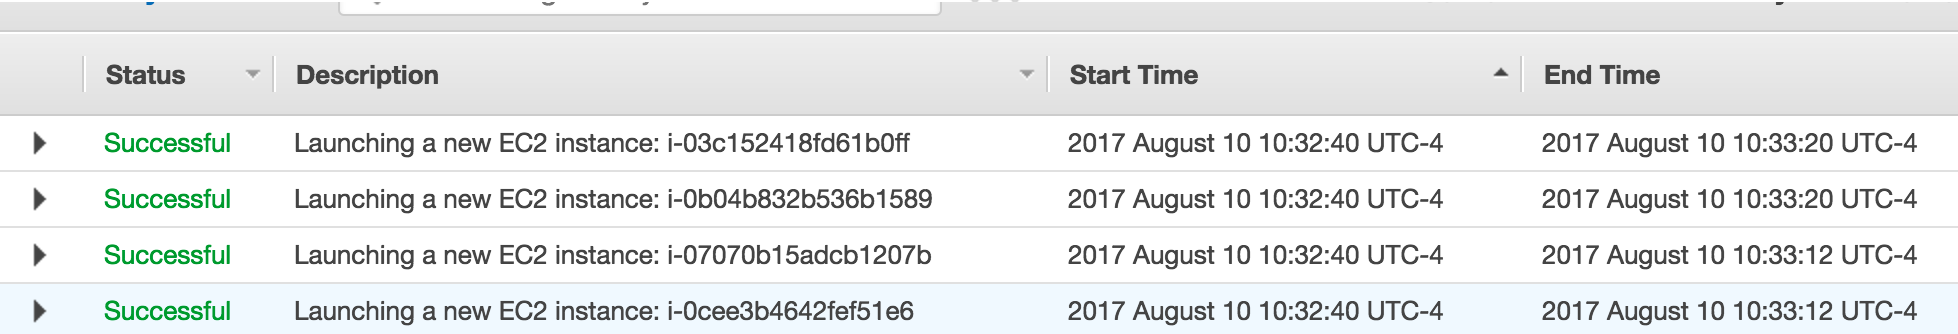 Status Description Start Time End Time
Successful Launching a new EC2 instance: i-03c152418fd61b0ff 2017 August 10 10:32:40 UTC-4 2017 August 10 10:33:20 UTC-4
Successful Launching a new EC2 instance: i-0b04b832b536b1589 2017 August 10 10:32:40 UTC-4 2017 August 10 10:33:20 UTC-4
Successful Launching a new EC2 instance: i-07070b15adcb1207b 2017 August 10 10:32:40 UTC-4 2017 August 10 10:33:12 UTC-4
Successful Launching a new EC2 instance: i-0cee3b4642fef51e6 2017 August 10 10:32:40 UTC-4 2017 August 10 10:33:12 UTC-4